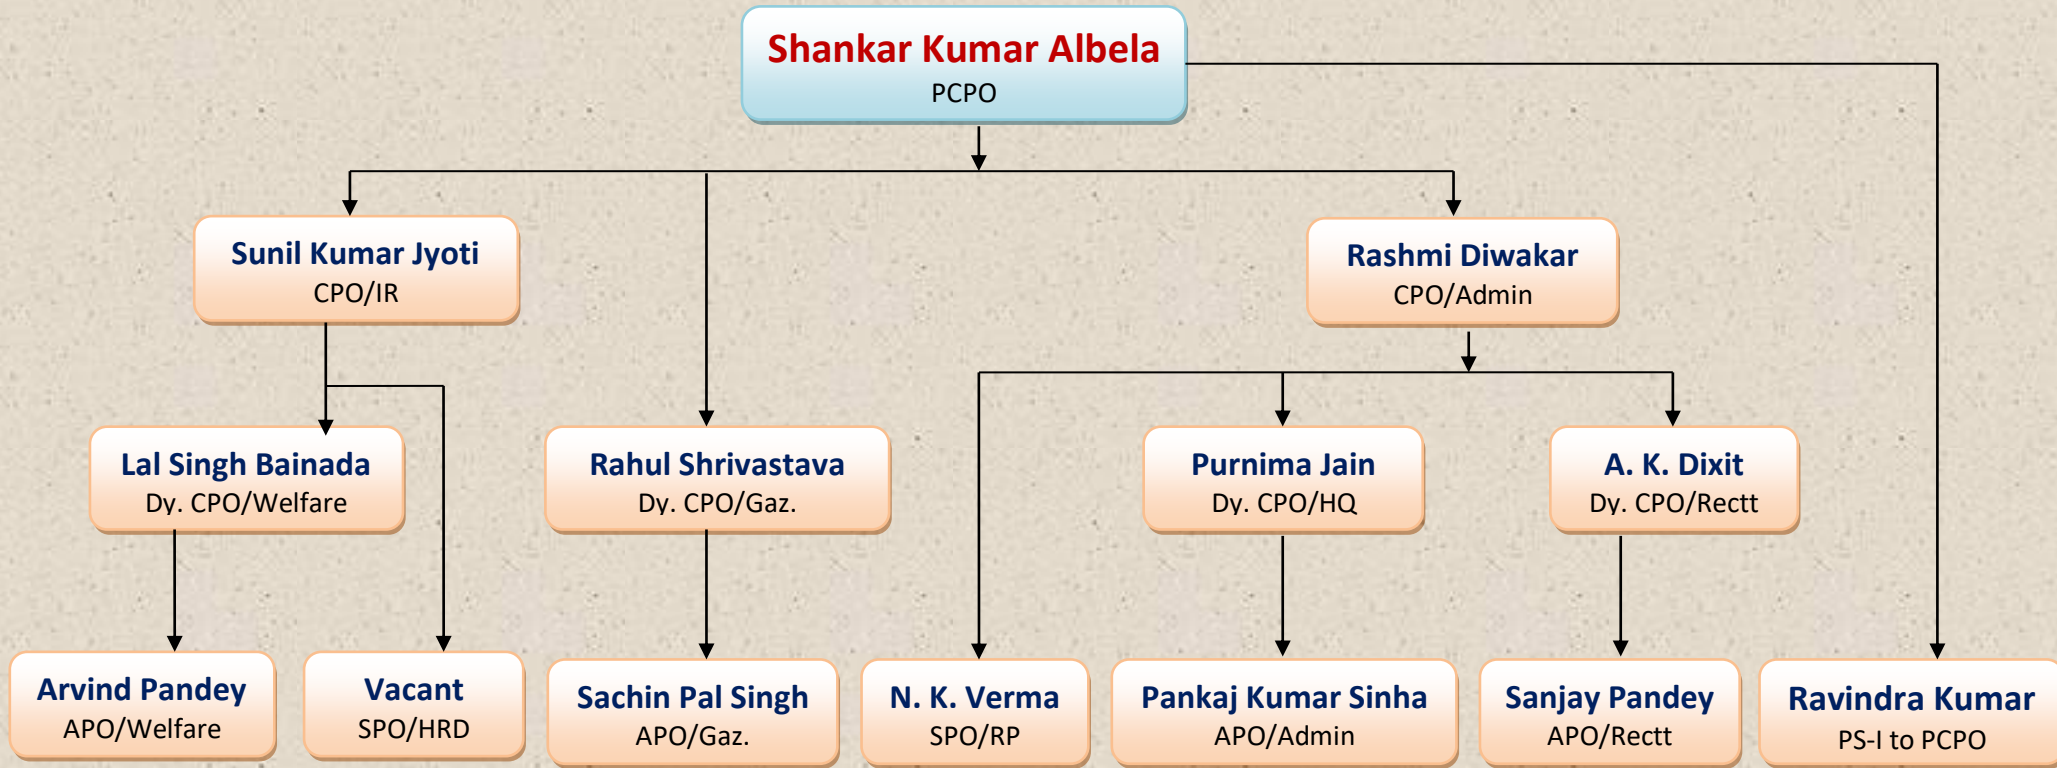 Shankar Kumar Albela
PCPO
Sunil Kumar Jyoti
CPO/IR
Rashmi Diwakar
CPO/Admin
Lal Singh Bainada
Dy. CPO/Welfare
Rahul Shrivastava
Dy. CPO/Gaz.
Purnima Jain
Dy. CPO/HQ
A. K. Dixit
Dy. CPO/Rectt
Arvind Pandey
APO/Welfare
Vacant
SPO/HRD
Sachin Pal Singh
APO/Gaz.
N. K. Verma
SPO/RP
Pankaj Kumar Sinha
APO/Admin
Sanjay Pandey
APO/Rectt
Ravindra Kumar
PS-I to PCPO